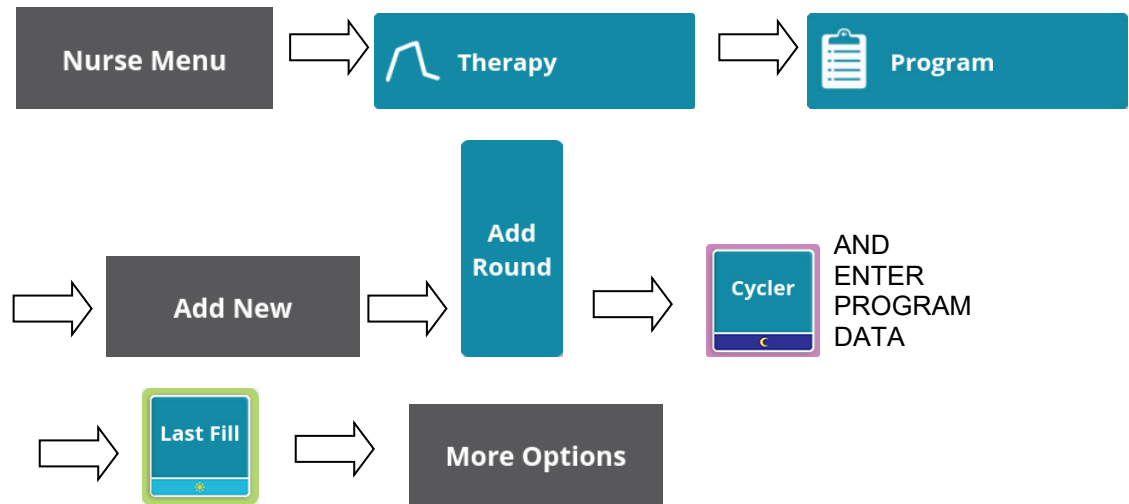 Nurse Menu
Therapy
Program
Add New
Add
Round
Cycler
AND
ENTER
PROGRAM
DATA
Last Fill
More Options